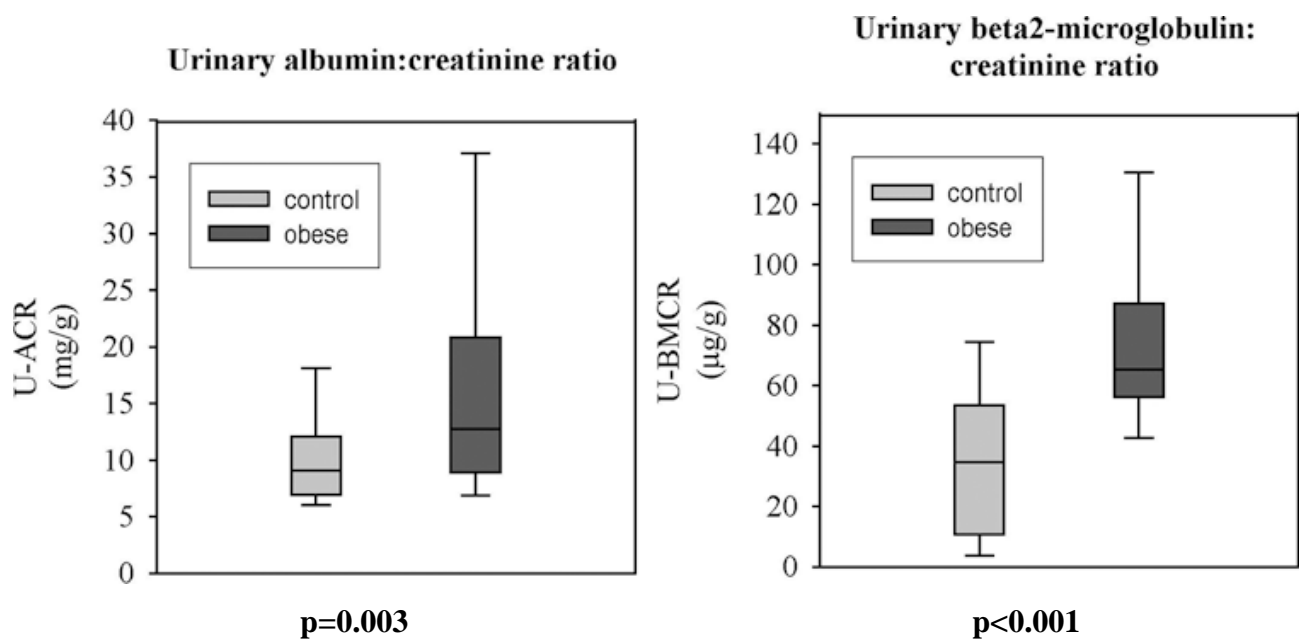 Urinary albumin:creatinine ratio
40
35
30
25
20
15
10
5
0
U-ACR
(mg/g)
control
obese
p=0.003
Urinary beta2-microglobulin:
creatinine ratio
140
120
100
80
60
40
20
0
U-BMCR
(µg/g)
control
obese
p<0.001